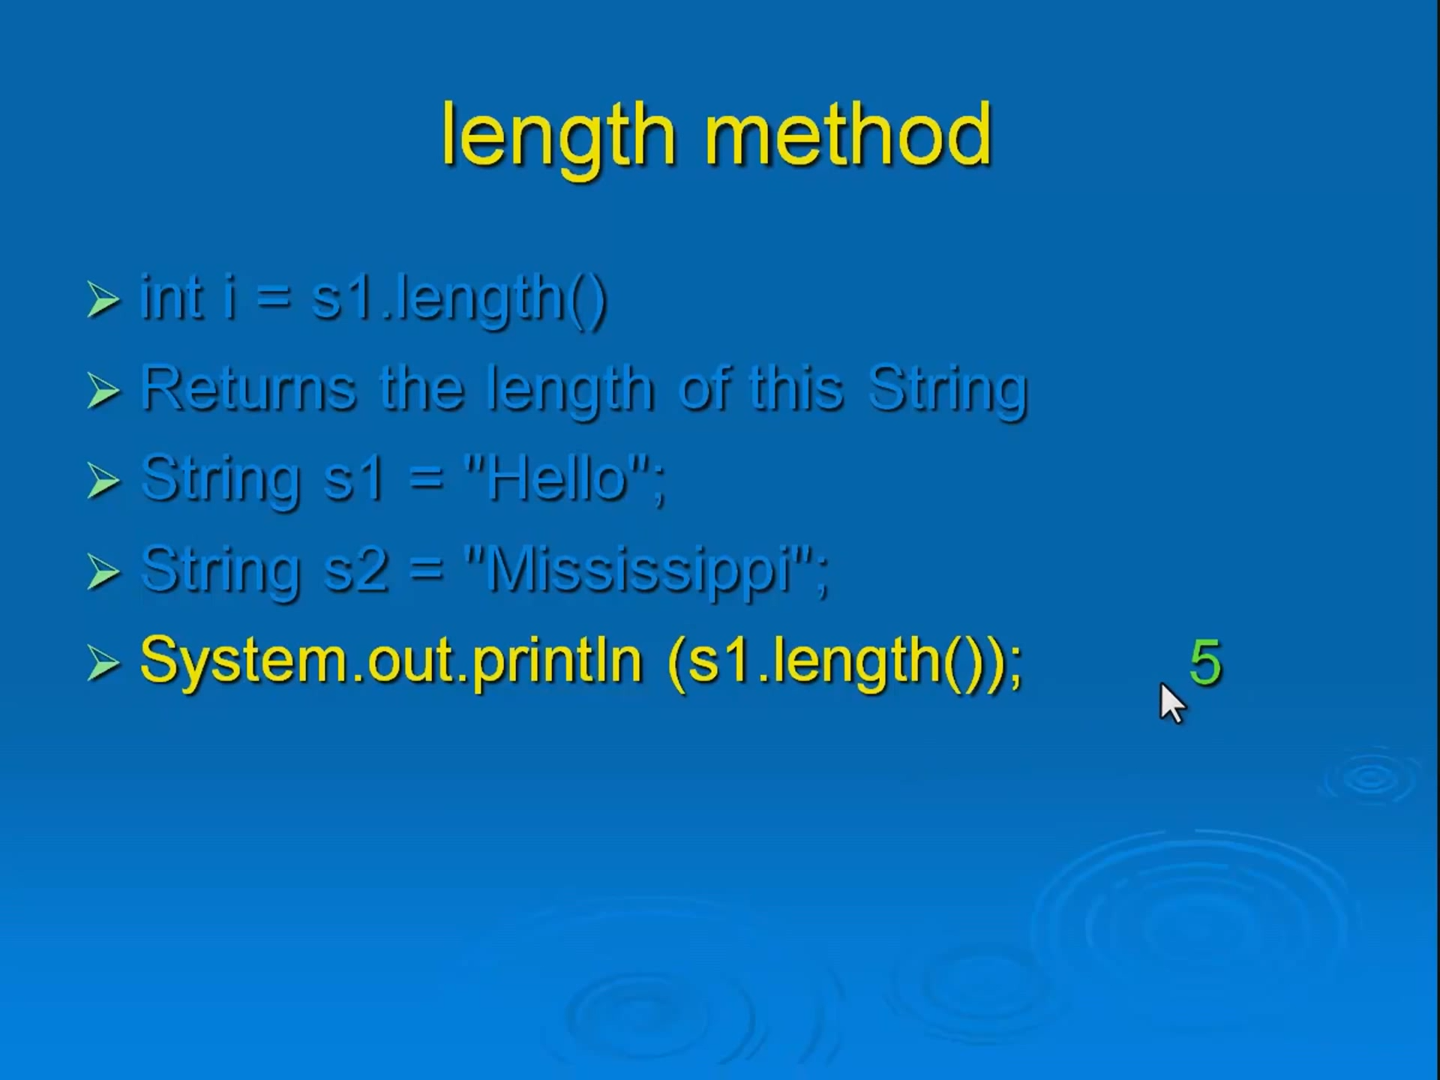 length method
int i = s1.length()
Returns the length of this String
String s1 = "Hello";
String s2 = "Mississippi";
System.out.println (s1.length()); 5